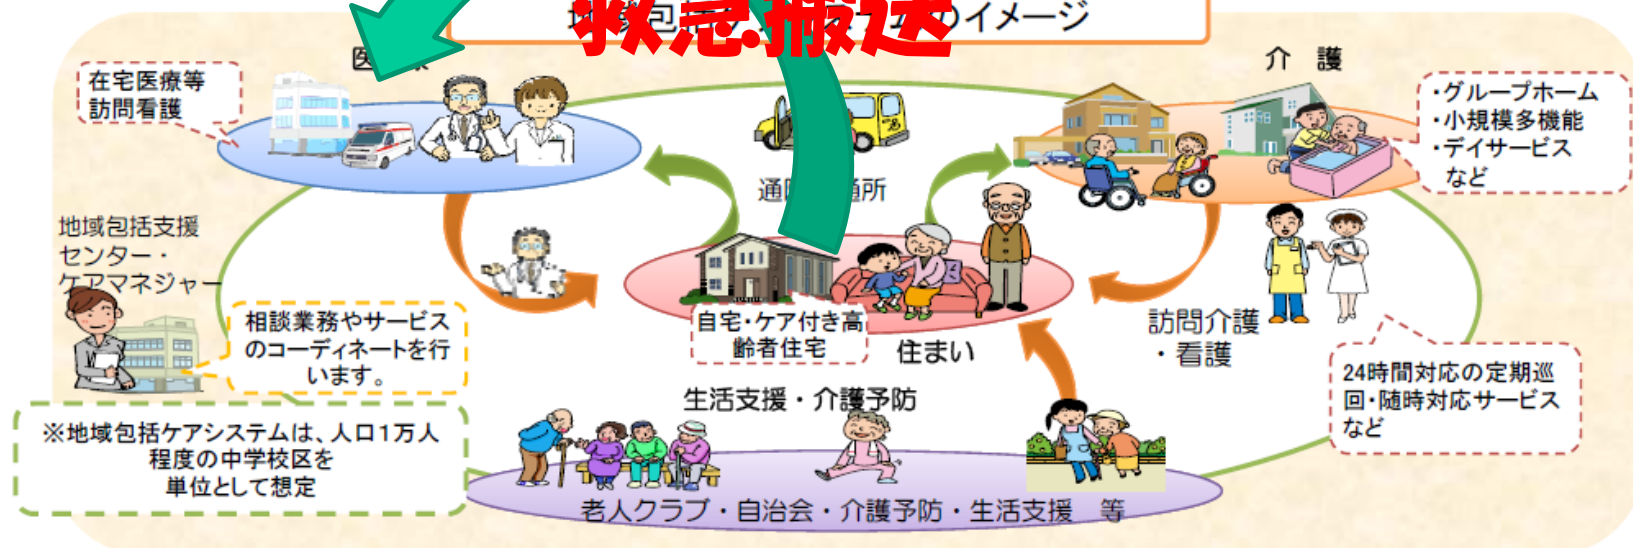 救急搬送
のイメージ
医
介 護
在宅医療等
訪問看護
・グループホーム
・小規模多機能
・デイサービス
など
通
通所
地域包括支援
センター・
ケアマネジャー
相談業務やサービス
のコーディネートを行
います。
自宅・ケア付き高
齢者住宅
住まい
訪問介護
・看護
24時間対応の定期巡
回・随時対応サービス
など
生活支援・介護予防
※地域包括ケアシステムは、人口1万人
程度の中学校区を
単位として想定
老人クラブ・自治会・介護予防・生活支援 等